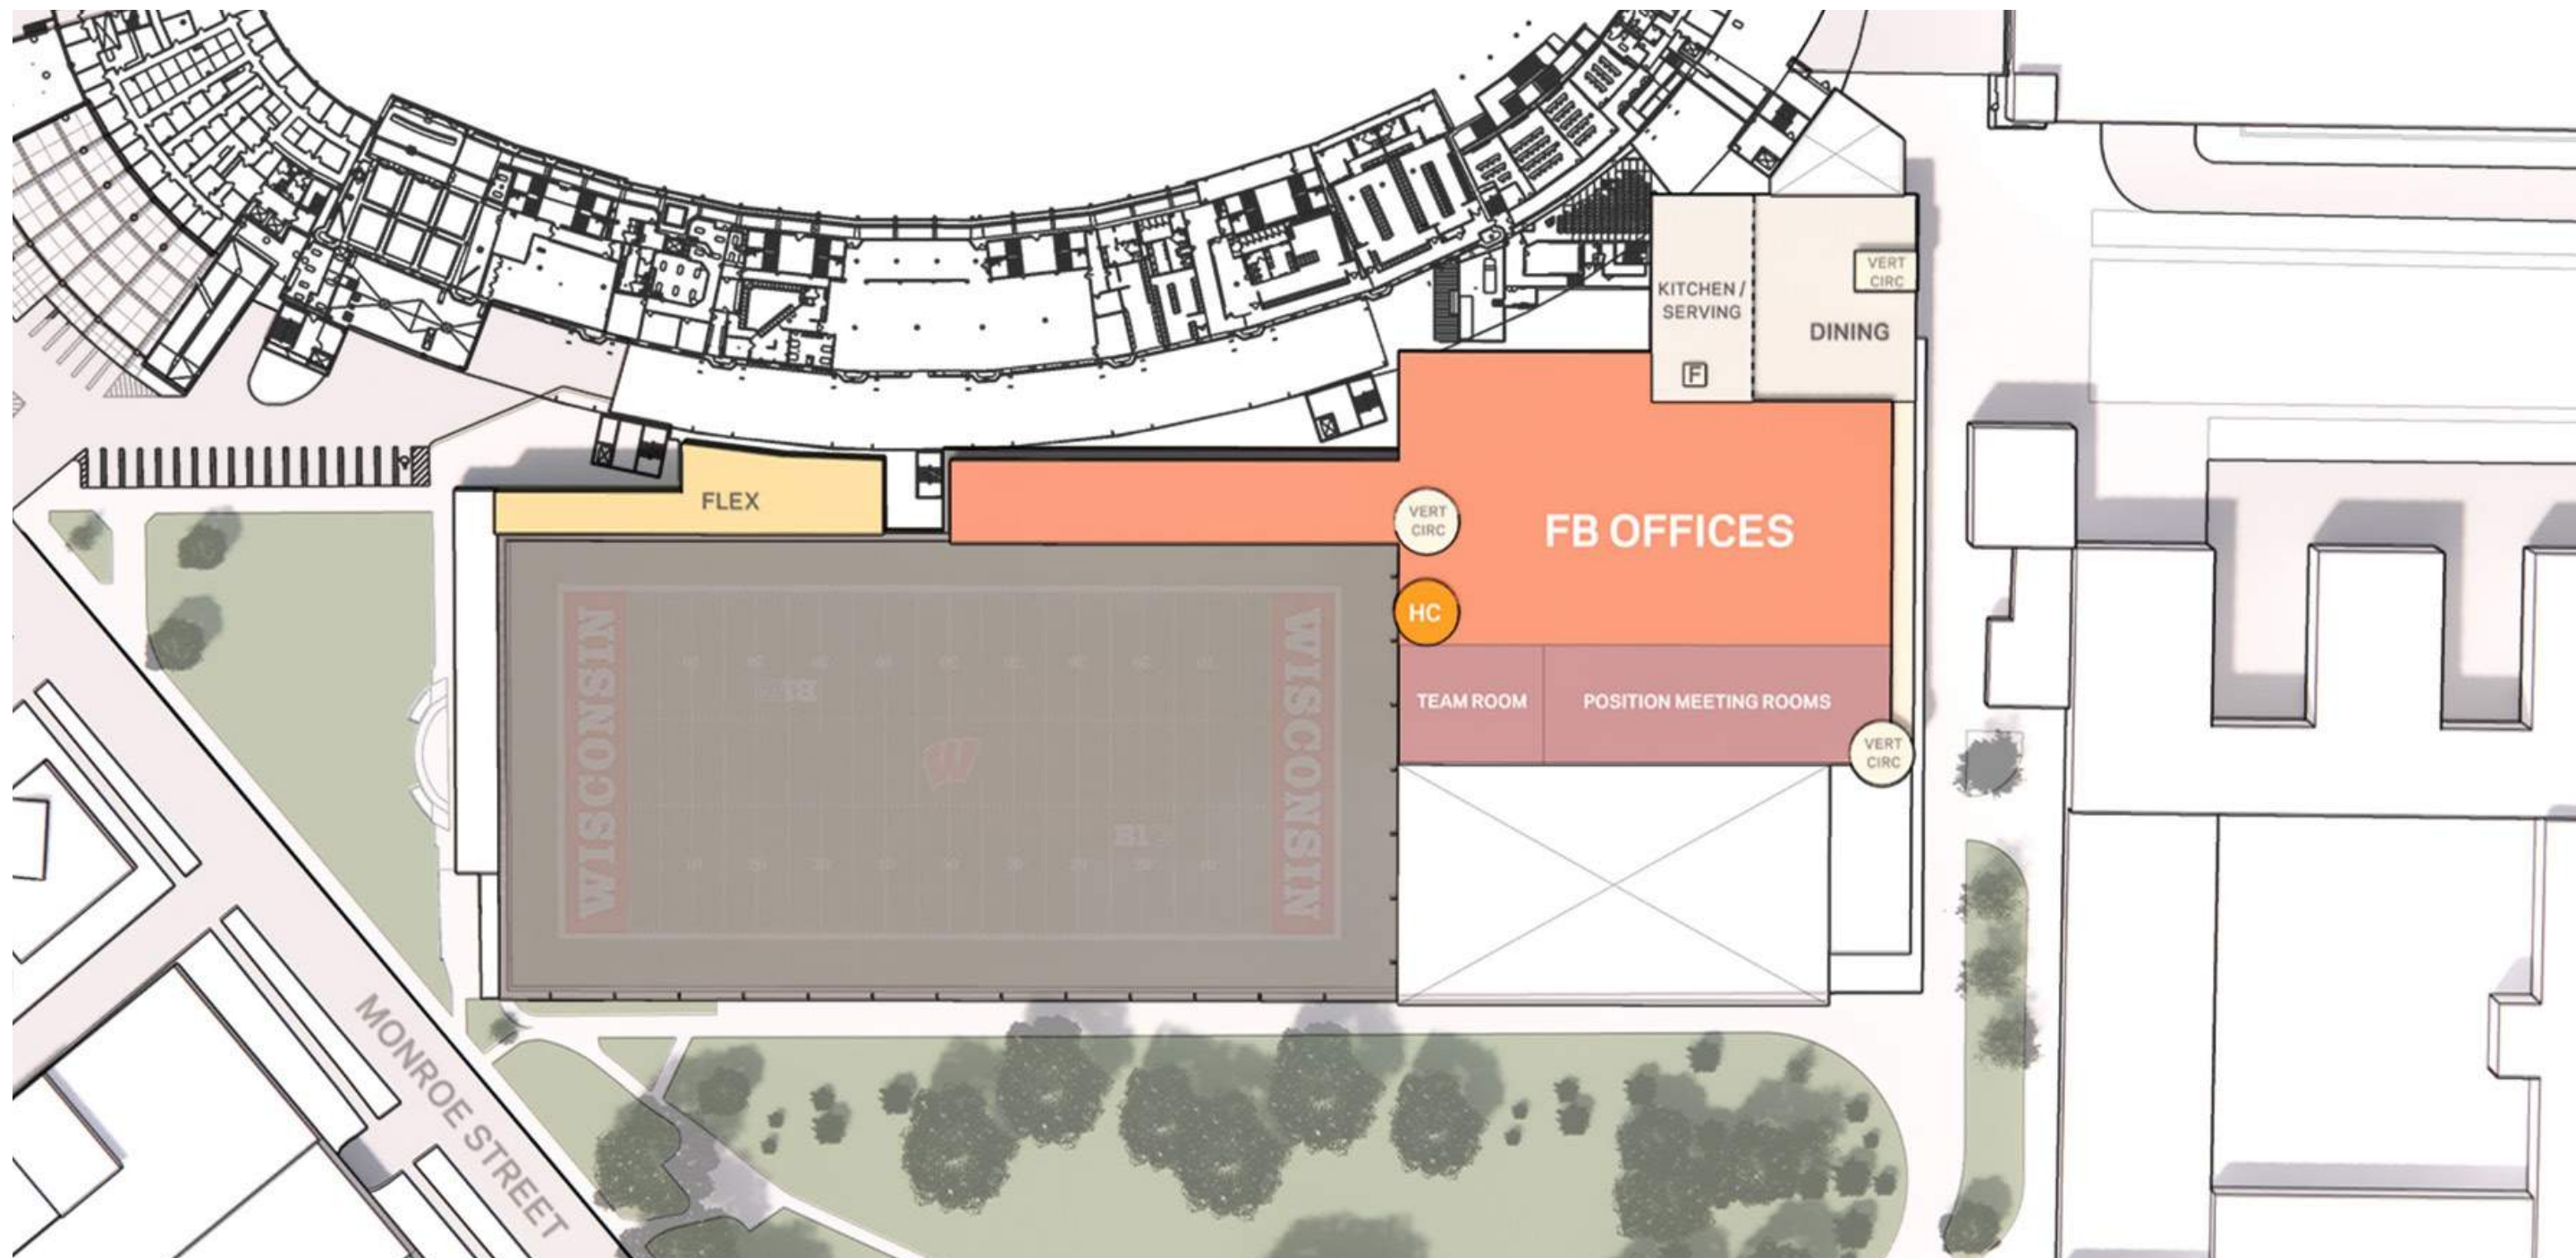 VERT
CIRC
KITCHEN /
SERVING
DINING
F
FLEX
VERT
CIRC
FB OFFICES
HC
WISCONSIN
WISCONSIN
W
TEAM ROOM
POSITION MEETING ROOMS
VERT
CIRC
MONROE STREET